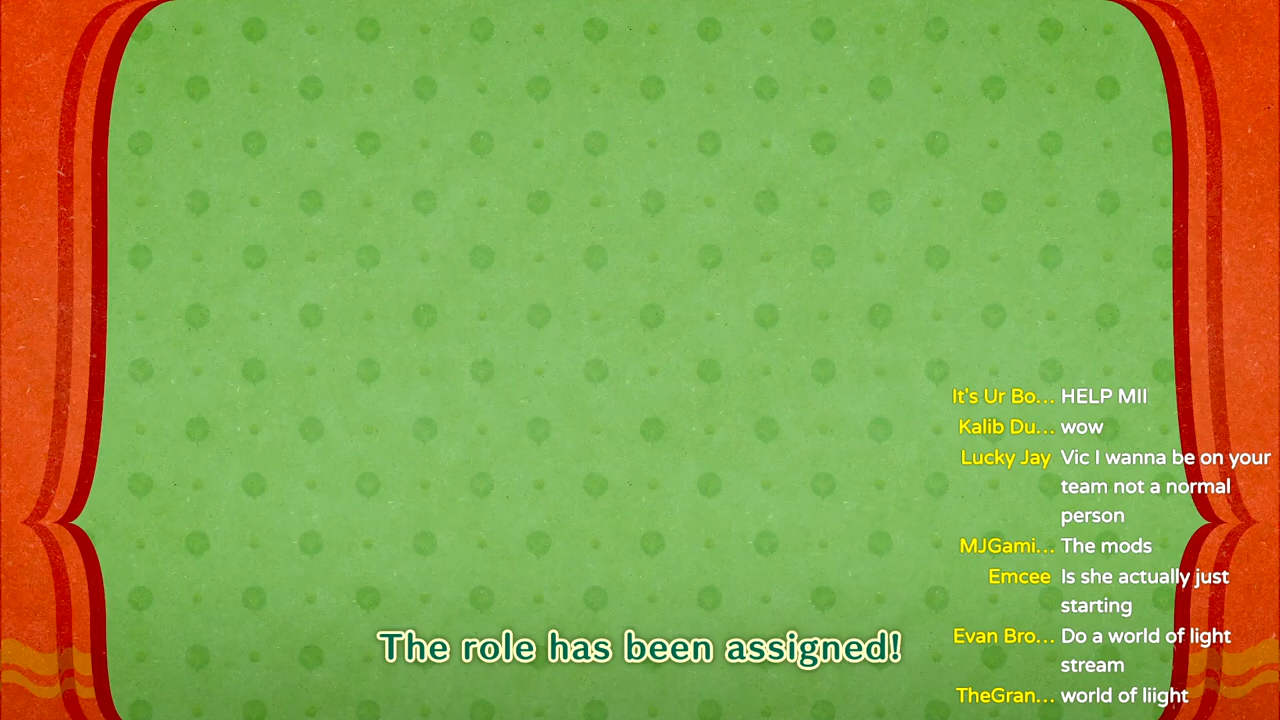 It's Ur Bo... HELP MII
Kalib Du... wow
Lucky Jay Vic I wanna be on your
team not a normal
person
MJGami... The mods
Emcee Is she actually just
starting
Evan Bro... Do a world of light
stream
The role has been assigned!
TheGran... world of liight